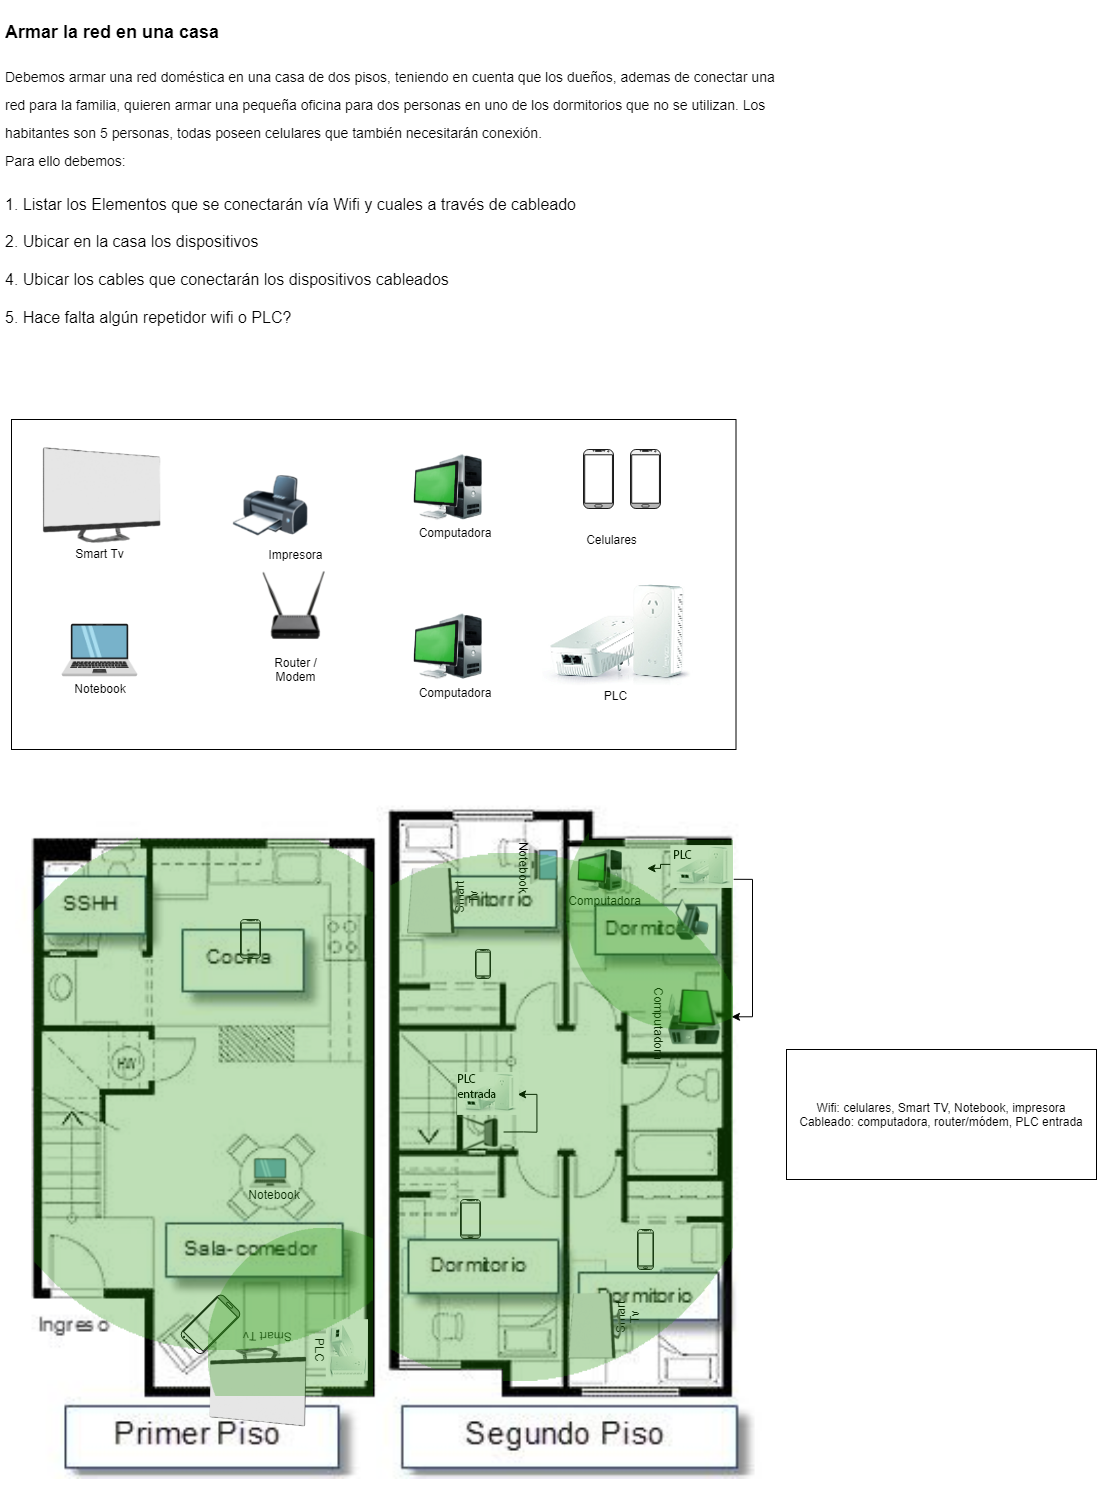 Armar la red en una casa
Debemos armar una red doméstica en una casa de dos pisos, teniendo en cuenta que los dueños, ademas de conectar una
red para la familia, quieren armar una pequeña oficina para dos personas en uno de los dormitorios que no se utilizan. Los
habitantes son 5 personas, todas poseen celulares que también necesitarán conexión.
Para ello debemos:
1. Listar los Elementos que se conectarán vía Wifi y cuales a través de cableado
2. Ubicar en la casa los dispositivos
4. Ubicar los cables que conectarán los dispositivos cableados
5. Hace falta algún repetidor wifi o PLC?
Smart Tv
Impresora
Computadora
Celulares
Notebook
Router /
Modem
Computadora
PLC
SSHH
Cocina
HW
Notebook
Sala-comedor
Ingreso
Smart Tv
PLC
Primer Piso
Notebook
Smart
TV
mitorrio
PLC
Computadora
Dormito
Computadora
PLC
entrada
Dormitorio
Dormitorio
Smart
TV
Segundo Piso
Wifi: celulares, Smart TV, Notebook, impresora
Cableado: computadora, router/módem, PLC entrada